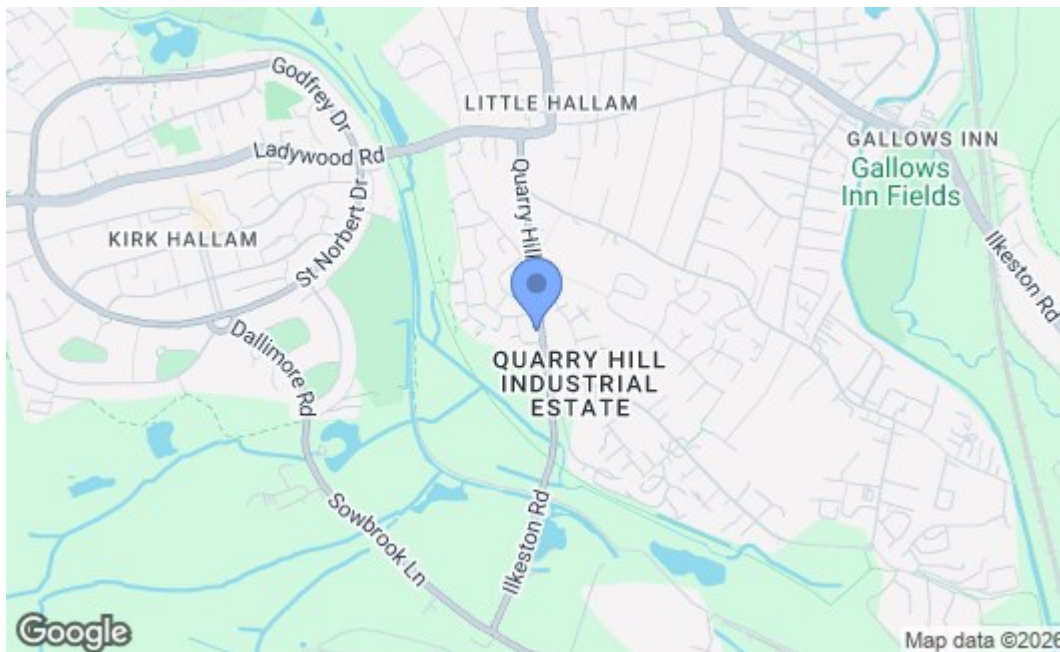 Godfrey Dr
LITTLE HALLAM
Ladywood Rd
GALLOWS INN
Gallows
Inn Fields
Quarry Hill
KIRK HALLAM
St Norbert Dr
Ilkeston Rd
Dallimore Rd
QUARRY HILL
INDUSTRIAL
ESTATE
Sowbrook Ln
Ilkeston Rd
Google
Map data ©2026